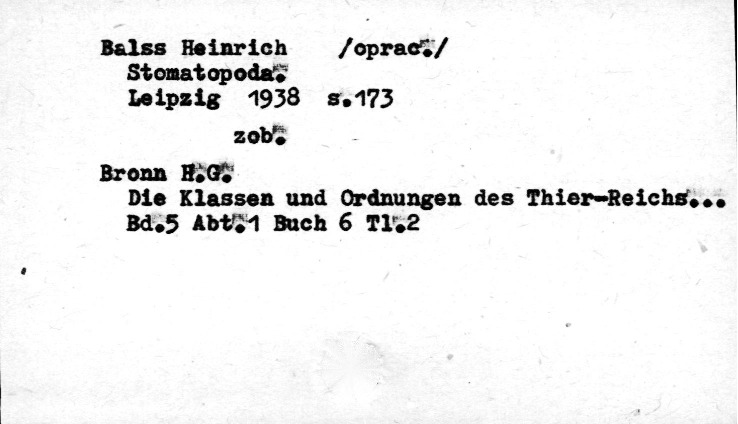 Balss Heinrich /oprac./
Stomatopoda.
Leipzig 1938 s.173
zob.
Bronn H.G.
Die Klassen und Ordnungen des Thier-Reichs...
Bd.5 Abt.1 Buch 6 Tl.2